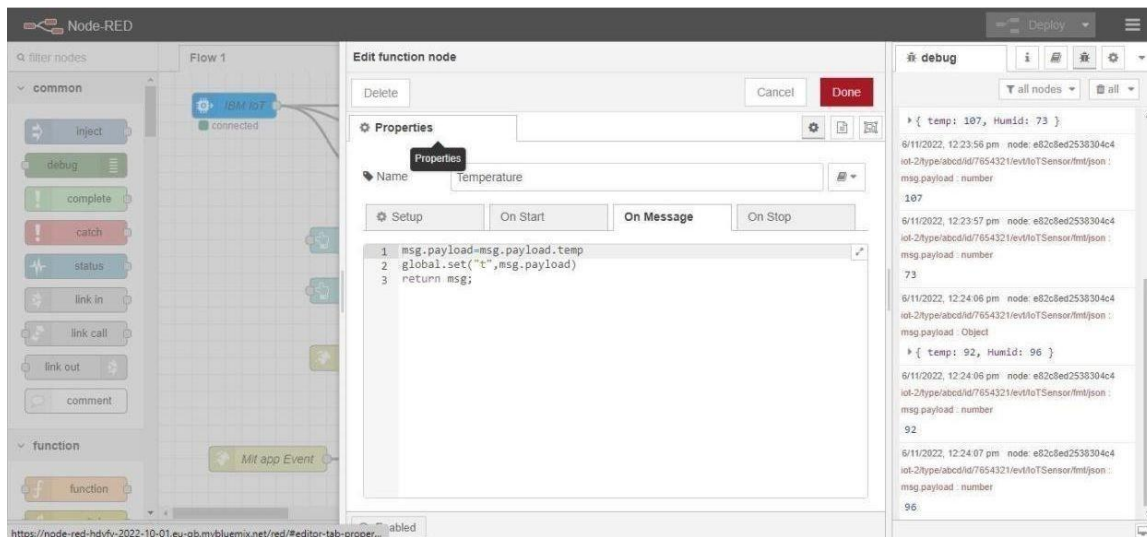 Node-RED
Deploy
filter nodes
Flow 1
Edit function node
debug
i
common
Delete
Cancel
Done
all nodes
all
IBM IoT
connected
inject
debug
complete
catch
status
link in
link call
link out
comment
function
function
Mit app Event
Properties
Properties
Name
Temperature
Setup
On Start
On Message
On Stop
1 msg.payload=msg.payload.temp
2 global.set("t",msg.payload)
3 return msg;
{ temp: 107, Humid: 73 }
6/11/2022, 12:23:56 pm node: e82c8ed2538304c4
iot-2/type/abcd/id/7654321/evt/IoTSensor/fmt/json :
msg.payload : number
107
6/11/2022, 12:23:57 pm node: e82c8ed2538304c4
iot-2/type/abcd/id/7654321/evt/IoTSensor/fmt/json :
msg.payload : number
73
6/11/2022, 12:24:06 pm node: e82c8ed2538304c4
iot-2/type/abcd/id/7654321/evt/IoTSensor/fmt/json :
msg.payload : Object
{ temp: 92, Humid: 96 }
6/11/2022, 12:24:06 pm node: e82c8ed2538304c4
iot-2/type/abcd/id/7654321/evt/IoTSensor/fmt/json :
msg.payload : number
92
6/11/2022, 12:24:07 pm node: e82c8ed2538304c4
iot-2/type/abcd/id/7654321/evt/IoTSensor/fmt/json :
msg.payload : number
96
abled
https://node-red-hdyfy-2022-10-01.eu-gb.mybluemix.net/red/#editor-tab-proper...